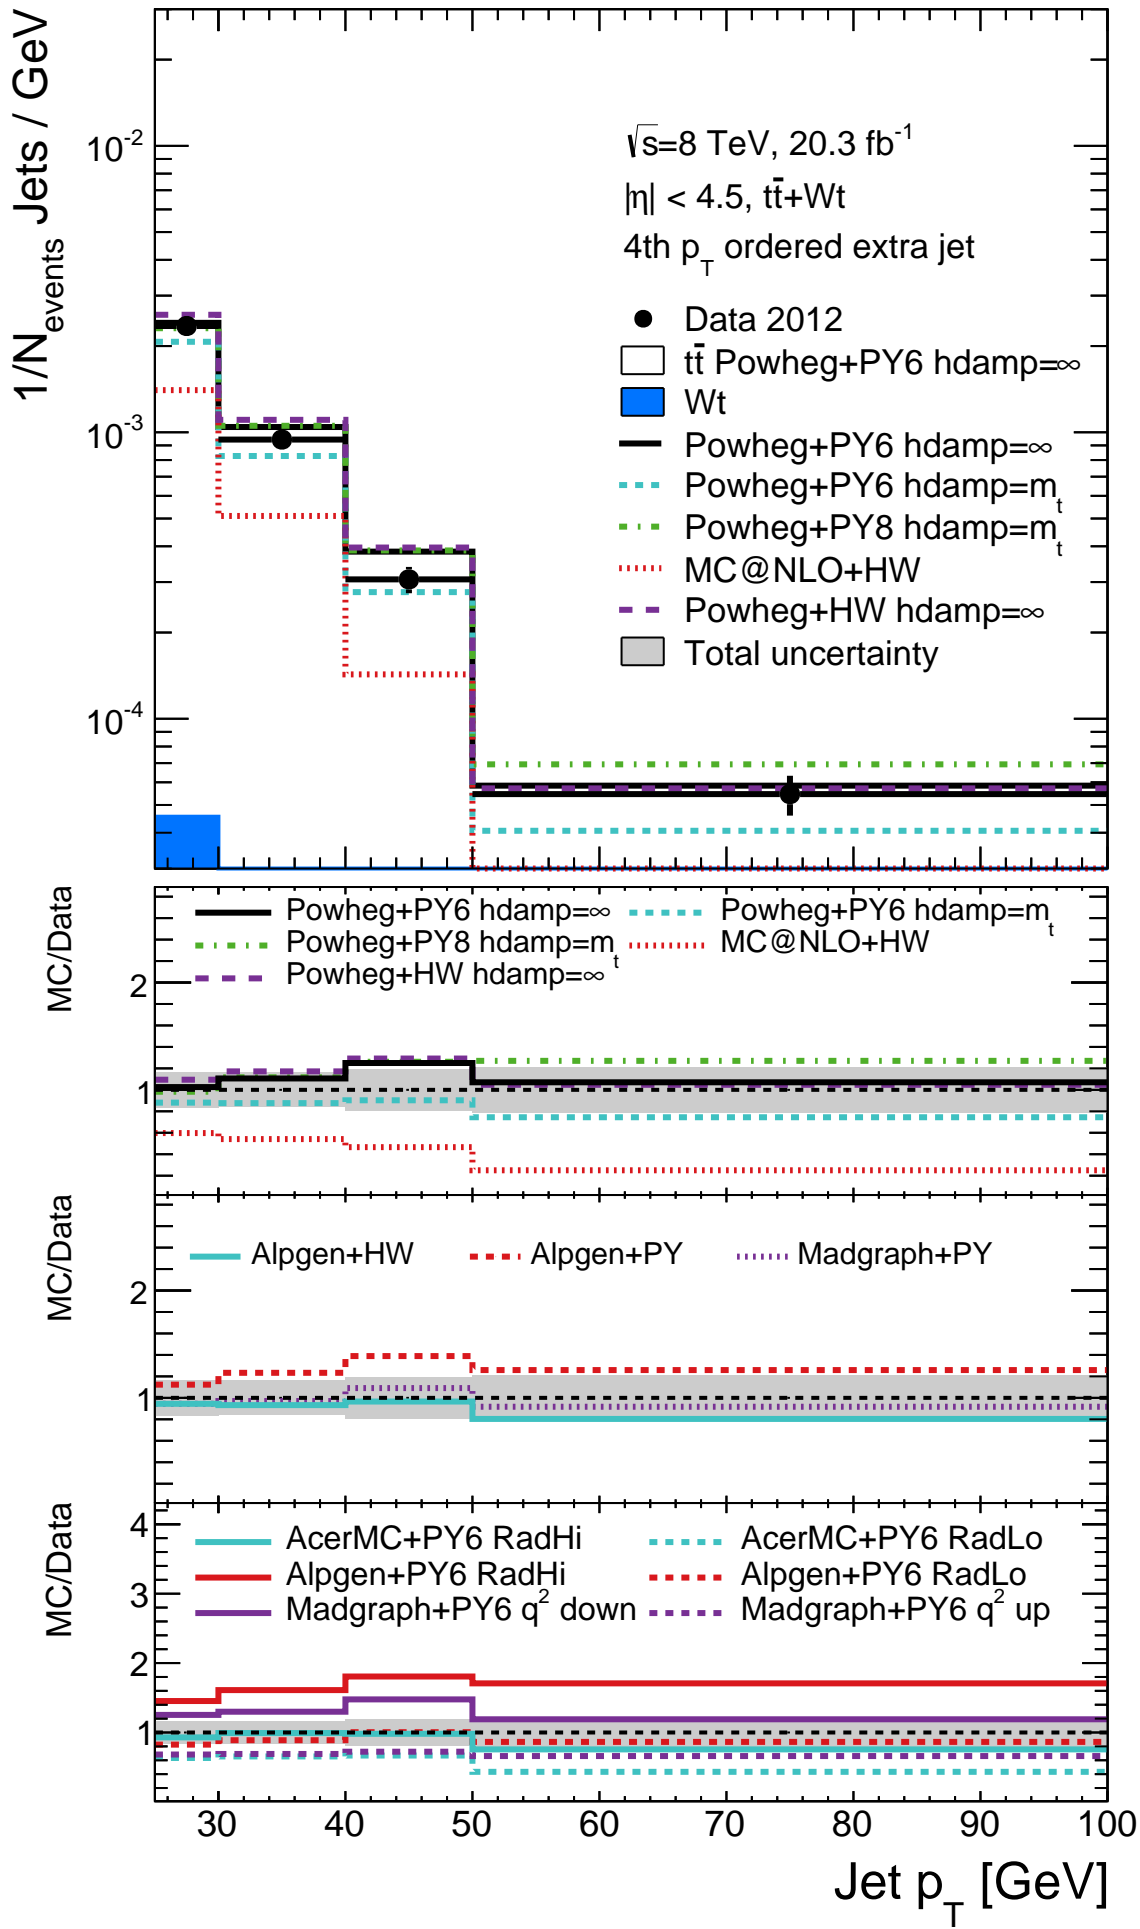 1/N_events Jets / GeV
10^-2
10^-3
10^-4
√s=8 TeV, 20.3 fb^-1
|η| < 4.5, tt̄+Wt
4th p_T ordered extra jet
Data 2012
tt̄ Powheg+PY6 hdamp=∞
Wt
Powheg+PY6 hdamp=∞
Powheg+PY6 hdamp=m_t
Powheg+PY8 hdamp=m_t
MC@NLO+HW
Powheg+HW hdamp=∞
Total uncertainty
MC/Data
Powheg+PY6 hdamp=∞ Powheg+PY6 hdamp=m_t
Powheg+PY8 hdamp=m_t MC@NLO+HW
Powheg+HW hdamp=∞
2
1
MC/Data
Alpgen+HW Alpgen+PY Madgraph+PY
2
1
MC/Data
4
AcerMC+PY6 RadHi AcerMC+PY6 RadLo
3
Alpgen+PY6 RadHi Alpgen+PY6 RadLo
Madgraph+PY6 q^2 down Madgraph+PY6 q^2 up
2
1
30 40 50 60 70 80 90 100
Jet p_T [GeV]